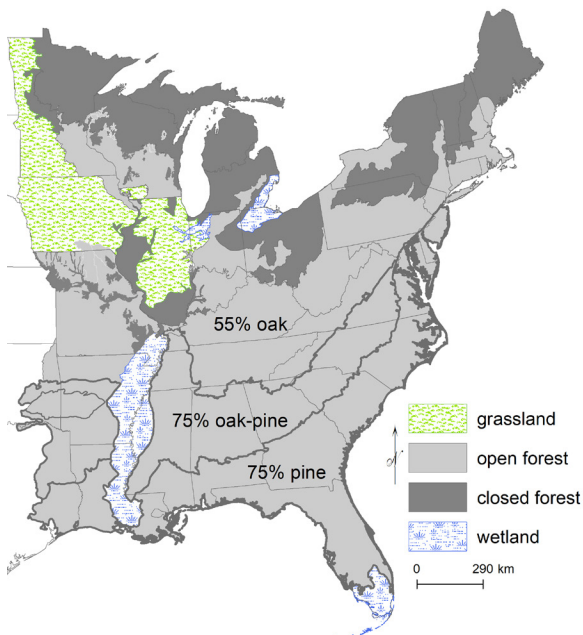 55% oak
75% oak-pine
75% pine
grassland
open forest
closed forest
wetland
N
0 290 km